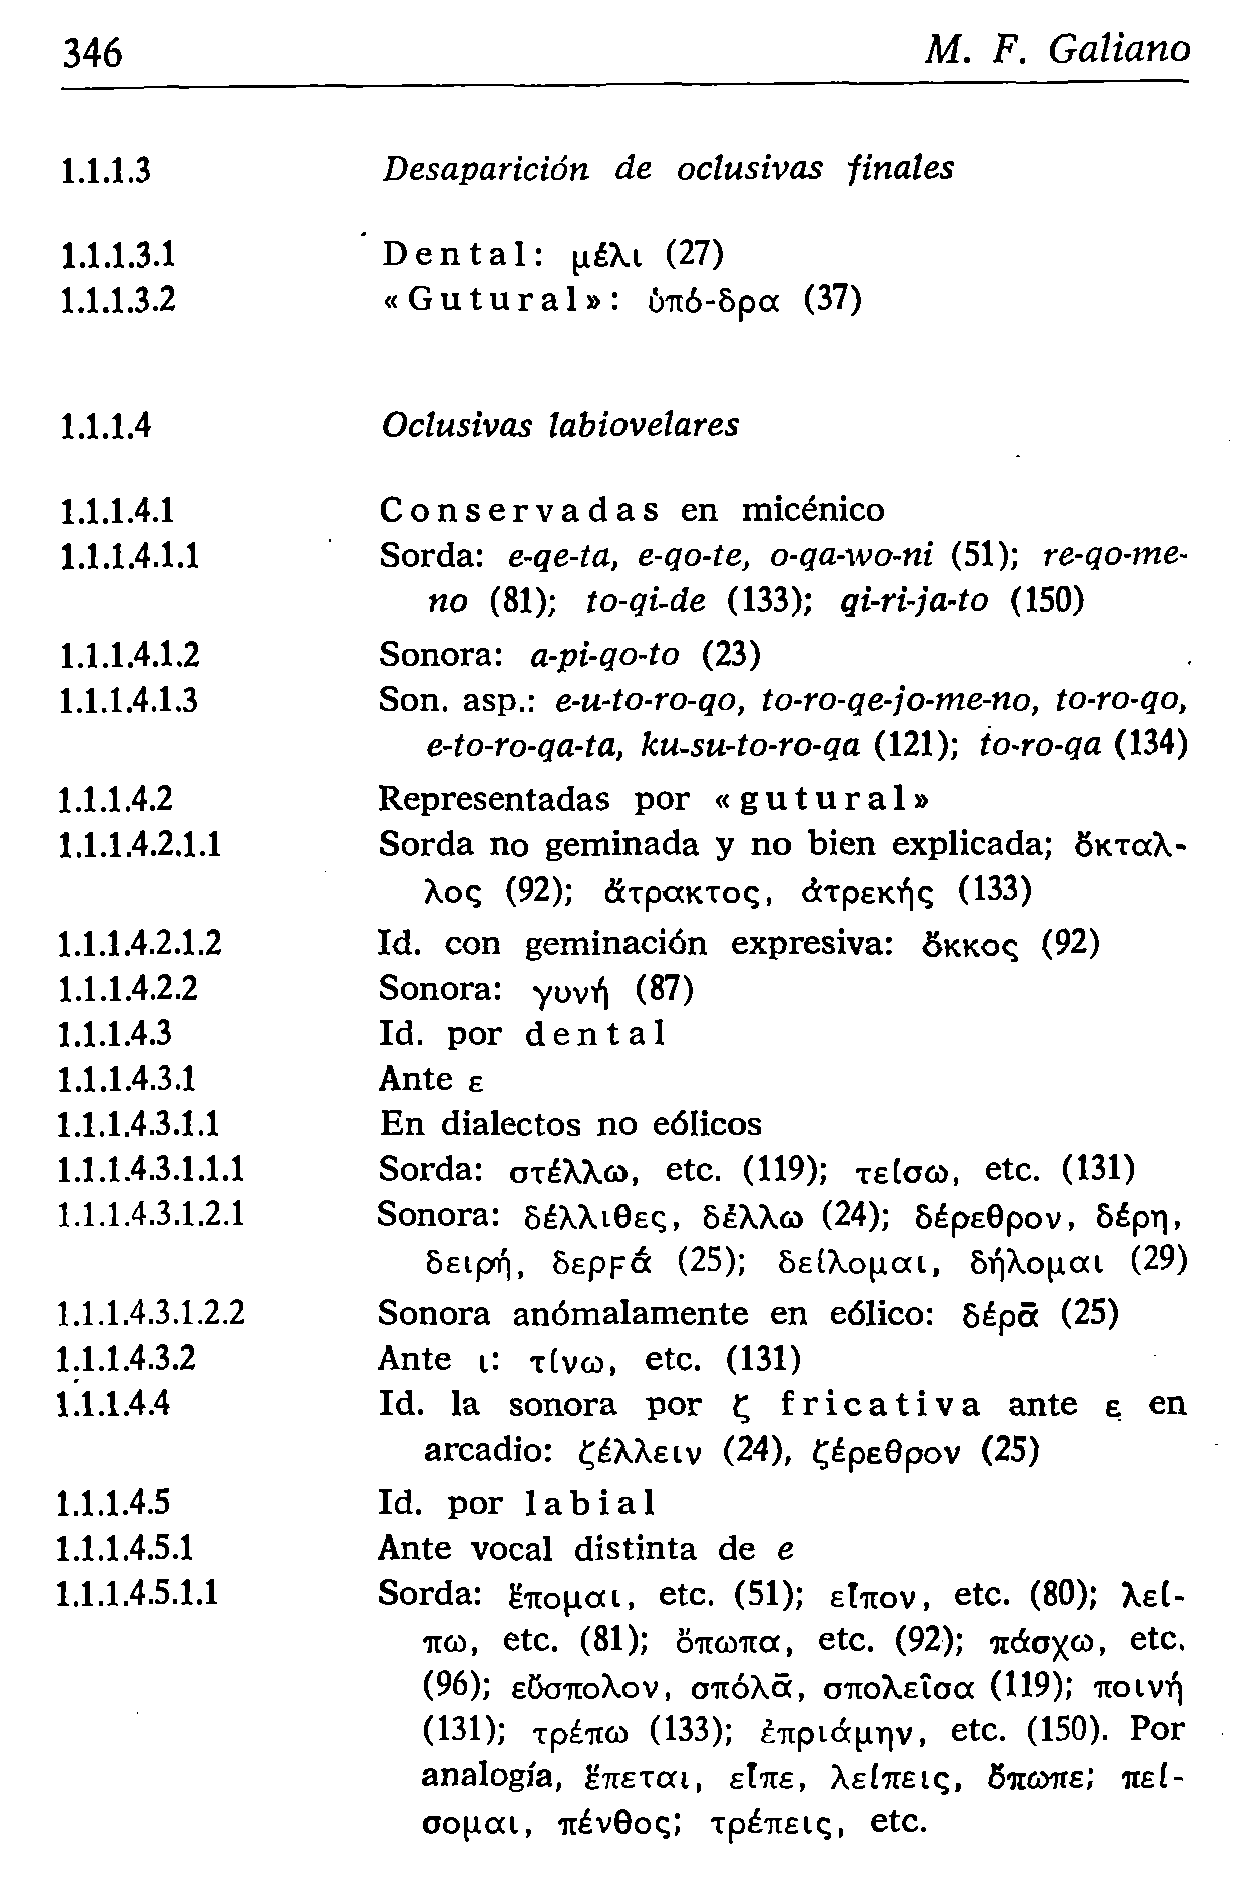 346 M. F. Galiano
1.1.1.3 Desaparición de oclusivas finales
1.1.1.3.1 Dental: μέλι (27)
1.1.1.3.2 «Gutural»: ὑπό-δρα (37)
1.1.1.4 Oclusivas labiovelares
1.1.1.4.1 Conservadas en micénico
1.1.1.4.1.1 Sorda: e-qe-ta, e-qo-te, o-qa-wo-ni (51); re-qo-me-
no (81); to-qi-de (133); qi-ri-ja-to (150)
1.1.1.4.1.2 Sonora: a-pi-qo-to (23)
1.1.1.4.1.3 Son. asp.: e-u-to-ro-qo, to-ro-qe-jo-me-no, to-ro-qo,
e-to-ro-qa-ta, ku-su-to-ro-qa (121); to-ro-qa (134)
1.1.1.4.2 Representadas por «gutural»
1.1.1.4.2.1.1 Sorda no geminada y no bien explicada; ὄκταλ-
λος (92); ἄτρακτος, ἀτρεκής (133)
1.1.1.4.2.1.2 Id. con geminación expresiva: ὄκκος (92)
1.1.1.4.2.2 Sonora: γυνή (87)
1.1.1.4.3 Id. por dental
1.1.1.4.3.1 Ante ε
1.1.1.4.3.1.1 En dialectos no eólicos
1.1.1.4.3.1.1.1 Sorda: στέλλω, etc. (119); τείσω, etc. (131)
1.1.1.4.3.1.2.1 Sonora: δέλλιθες, δέλλω (24); δέρεθρον, δέρη,
δειρή, δερϝά (25); δείλομαι, δήλομαι (29)
1.1.1.4.3.1.2.2 Sonora anómalamente en eólico: δέρᾱ (25)
1.1.1.4.3.2 Ante ι: τίνω, etc. (131)
1.1.1.4.4 Id. la sonora por ζ fricativa ante ε en
arcadio: ζέλλειν (24), ζέρεθρον (25)
1.1.1.4.5 Id. por labial
1.1.1.4.5.1 Ante vocal distinta de e
1.1.1.4.5.1.1 Sorda: ἕπομαι, etc. (51); εἶπον, etc. (80); λεί-
πω, etc. (81); ὄπωπα, etc. (92); πάσχω, etc.
(96); εὔσπολον, σπόλᾱ, σπολεῖσα (119); ποινή
(131); τρέπω (133); ἐπριάμην, etc. (150). Por
analogía, ἕπεται, εἶπε, λείπεις, ὄπωπε; πεί-
σομαι, πένθος; τρέπεις, etc.